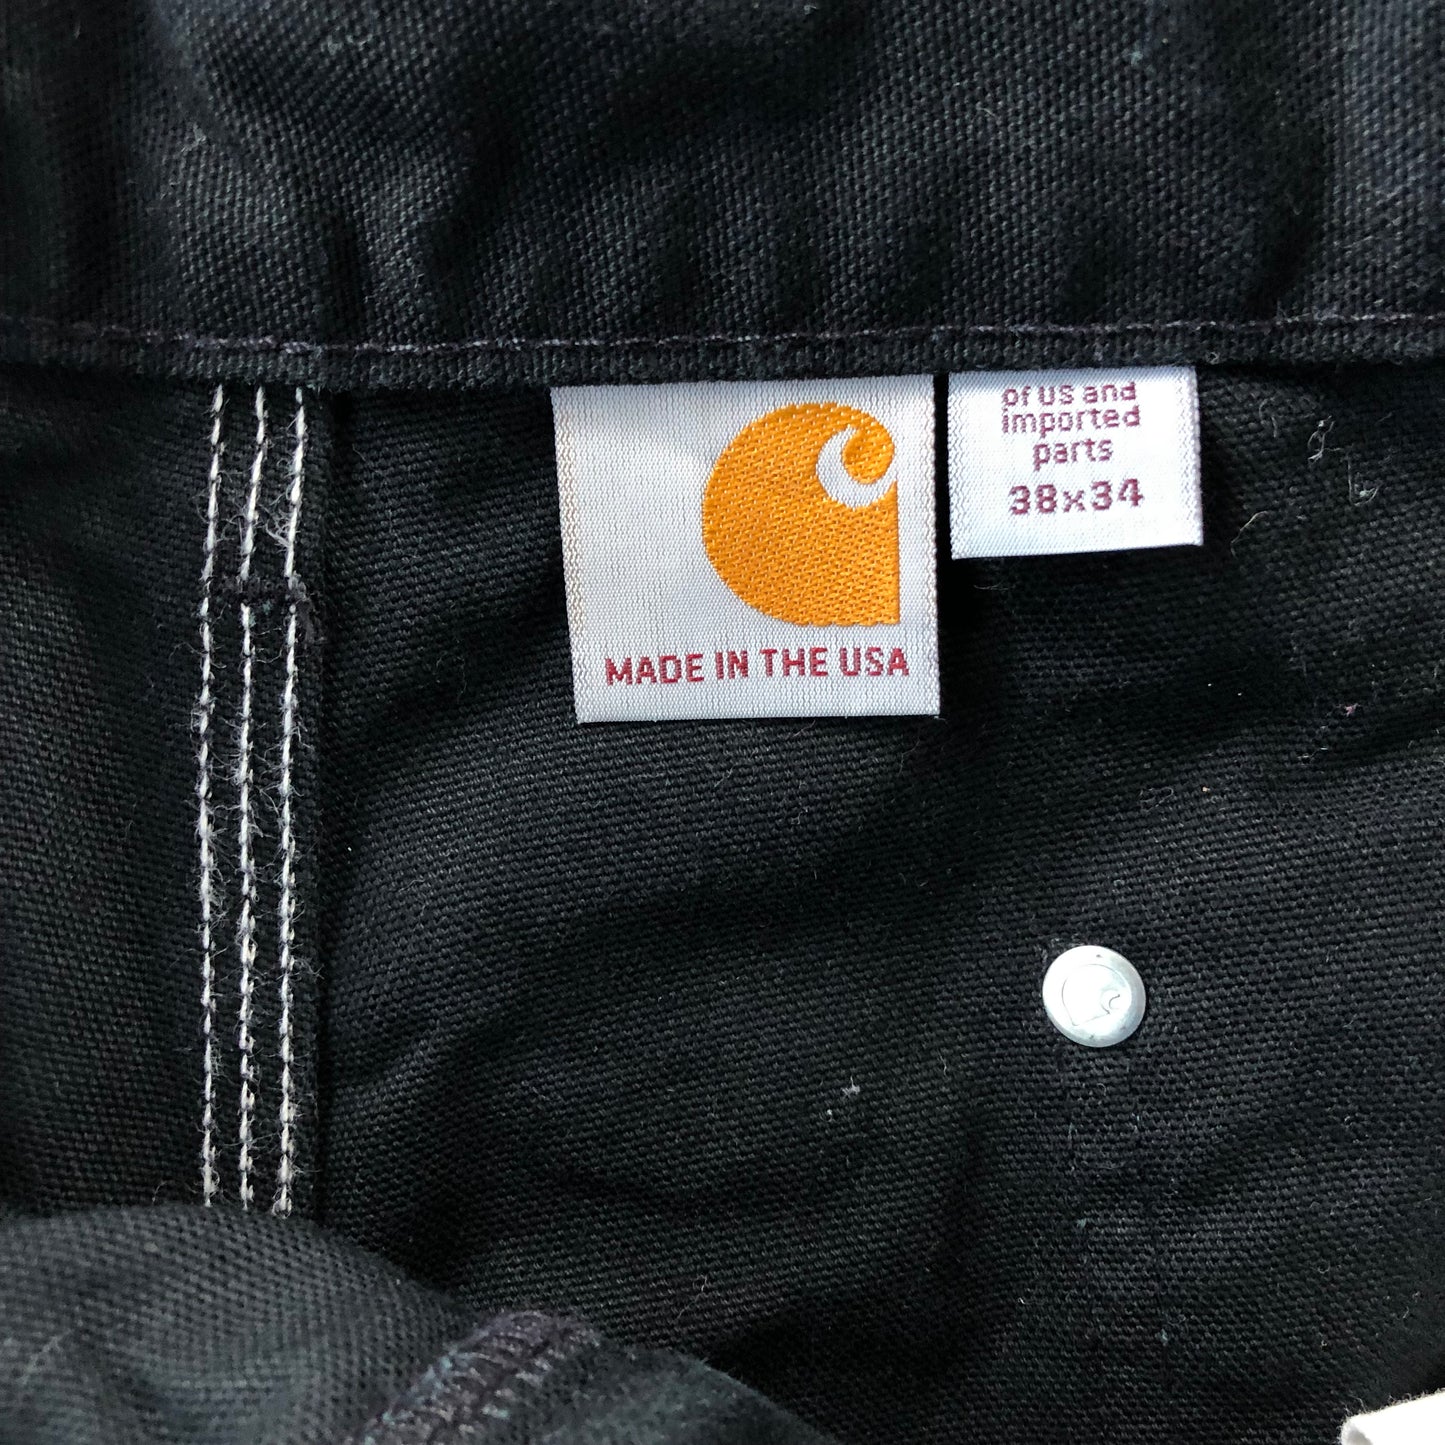 MADE IN THE USA
of US and
imported
parts
38x34